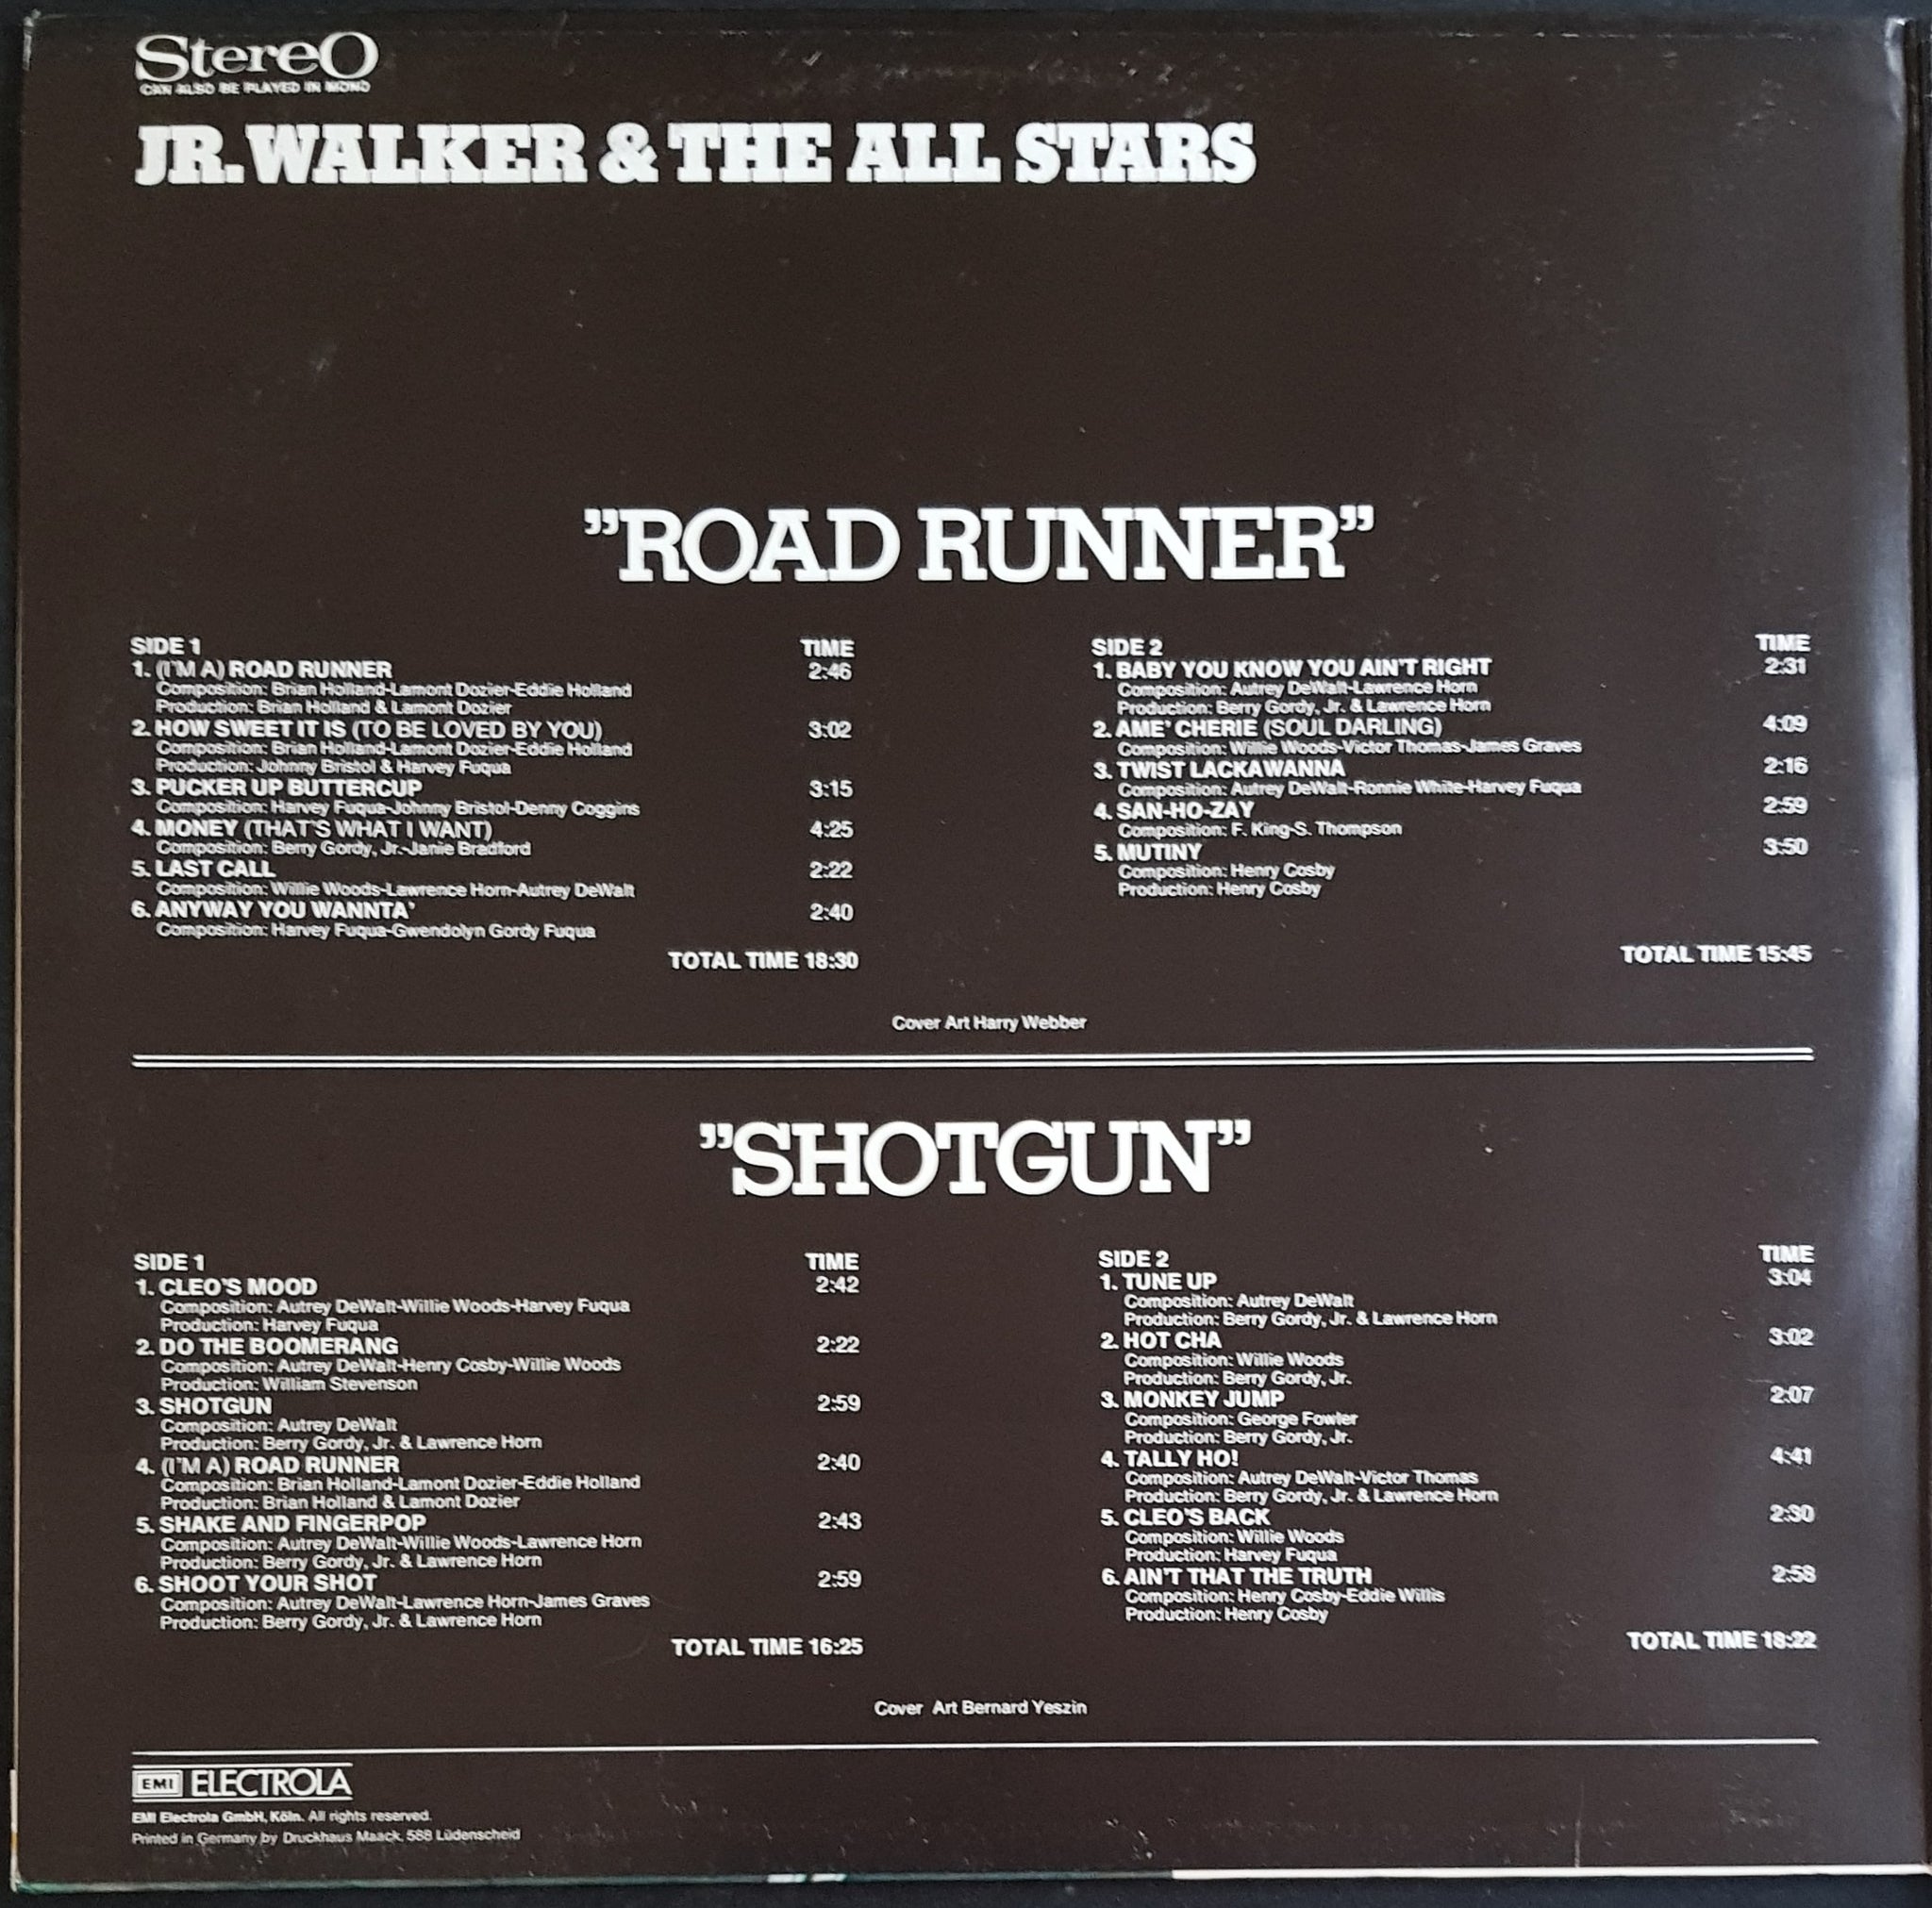 StereO
CAN ALSO BE PLAYED IN MONO
JR. WALKER & THE ALL STARS
”ROAD RUNNER”
SIDE 1 TIME
1. (I'M A) ROAD RUNNER 2:46
Composition: Brian Holland-Lamont Dozier-Eddie Holland
Production: Brian Holland & Lamont Dozier
2. HOW SWEET IT IS (TO BE LOVED BY YOU) 3:02
Composition: Brian Holland-Lamont Dozier-Eddie Holland
Production: Johnny Bristol & Harvey Fuqua
3. PUCKER UP BUTTERCUP 3:15
Composition: Harvey Fuqua-Johnny Bristol-Denny Coggins
4. MONEY (THAT'S WHAT I WANT) 4:25
Composition: Berry Gordy, Jr.-Janie Bradford
5. LAST CALL 2:22
Composition: Willie Woods-Lawrence Horn-Autrey DeWalt
6. ANYWAY YOU WANNTA' 2:40
Composition: Harvey Fuqua-Gwendolyn Gordy Fuqua
TOTAL TIME 18:30
SIDE 2 TIME
1. BABY YOU KNOW YOU AIN'T RIGHT 2:31
Composition: Autrey DeWalt-Lawrence Horn
Production: Berry Gordy, Jr. & Lawrence Horn
2. AME' CHERIE (SOUL DARLING) 4:09
Composition: Willie Woods-Victor Thomas-James Graves
3. TWIST LACKAWANNA 2:16
Composition: Autrey DeWalt-Ronnie White-Harvey Fuqua
4. SAN-HO-ZAY 2:59
Composition: F. King-S. Thompson
5. MUTINY 3:50
Composition: Henry Cosby
Production: Henry Cosby
TOTAL TIME 15:45
Cover Art Harry Webber
”SHOTGUN”
SIDE 1 TIME
1. CLEO'S MOOD 2:42
Composition: Autrey DeWalt-Willie Woods-Harvey Fuqua
Production: Harvey Fuqua
2. DO THE BOOMERANG 2:22
Composition: Autrey DeWalt-Henry Cosby-Willie Woods
Production: William Stevenson
3. SHOTGUN 2:59
Composition: Autrey DeWalt
Production: Berry Gordy, Jr. & Lawrence Horn
4. (I'M A) ROAD RUNNER 2:40
Composition: Brian Holland-Lamont Dozier-Eddie Holland
Production: Brian Holland & Lamont Dozier
5. SHAKE AND FINGERPOP 2:43
Composition: Autrey DeWalt-Willie Woods-Lawrence Horn
Production: Berry Gordy, Jr. & Lawrence Horn
6. SHOOT YOUR SHOT 2:59
Composition: Autrey DeWalt-Lawrence Horn-James Graves
Production: Berry Gordy, Jr. & Lawrence Horn
TOTAL TIME 16:25
SIDE 2 TIME
1. TUNE UP 3:04
Composition: Autrey DeWalt
Production: Berry Gordy, Jr. & Lawrence Horn
2. HOT CHA 3:02
Composition: Willie Woods
Production: Berry Gordy, Jr.
3. MONKEY JUMP 2:07
Composition: George Fowler
Production: Berry Gordy, Jr.
4. TALLY HO! 4:41
Composition: Autrey DeWalt-Victor Thomas
Production: Berry Gordy, Jr. & Lawrence Horn
5. CLEO'S BACK 2:30
Composition: Willie Woods
Production: Harvey Fuqua
6. AIN'T THAT THE TRUTH 2:58
Composition: Henry Cosby-Eddie Willis
Production: Henry Cosby
TOTAL TIME 18:22
Cover Art Bernard Yeszin
EMI ELECTROLA
EMI Electrola GmbH, Köln. All rights reserved.
Printed in Germany by Druckhaus Maack, 588 Lüdenscheid